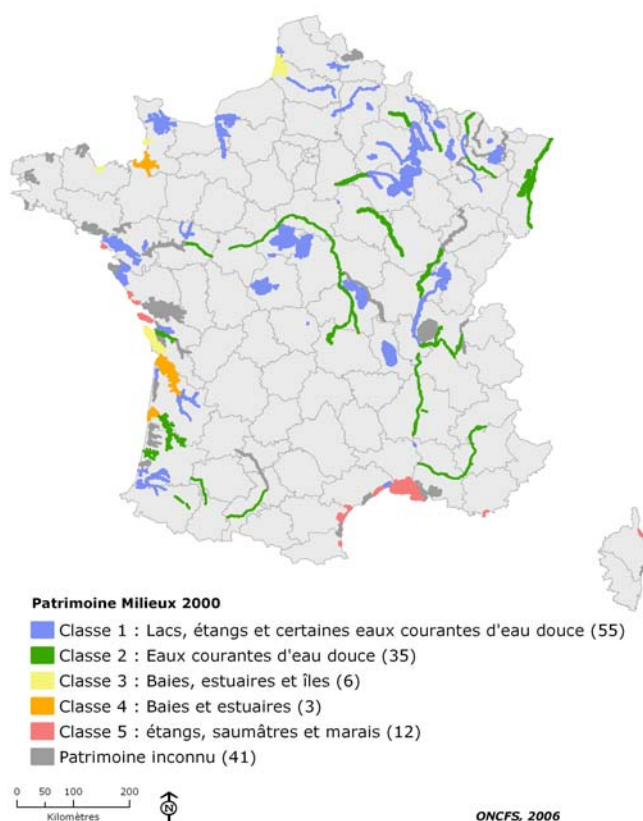 Patrimoine Milieux 2000
Classe 1 : Lacs, étangs et certaines eaux courantes d'eau douce (55)
Classe 2 : Eaux courantes d'eau douce (35)
Classe 3 : Baies, estuaires et îles (6)
Classe 4 : Baies et estuaires (3)
Classe 5 : étangs, saumâtres et marais (12)
Patrimoine inconnu (41)
0 50 100 200
Kilomètres
N
ONCFS, 2006